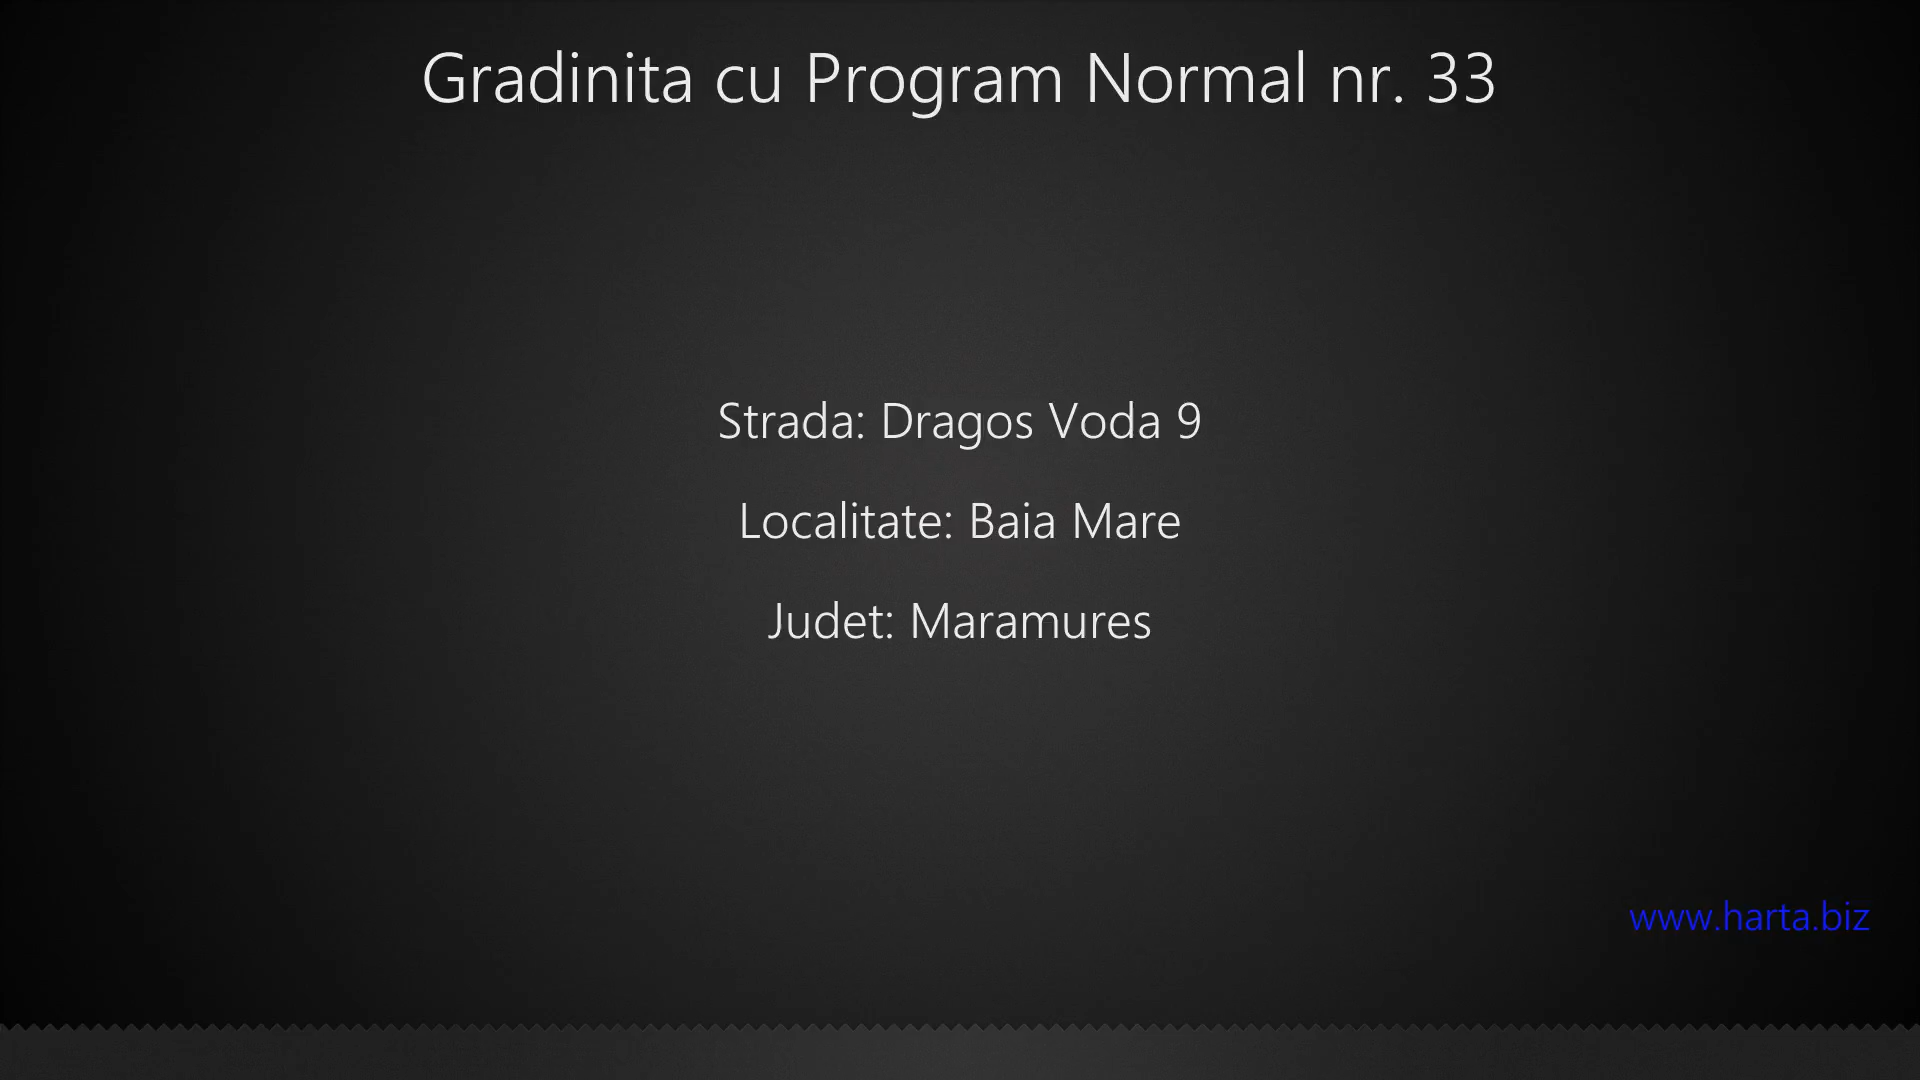 Gradinita cu Program Normal nr. 33
Strada: Dragos Voda 9
Localitate: Baia Mare
Judet: Maramures
www.harta.biz